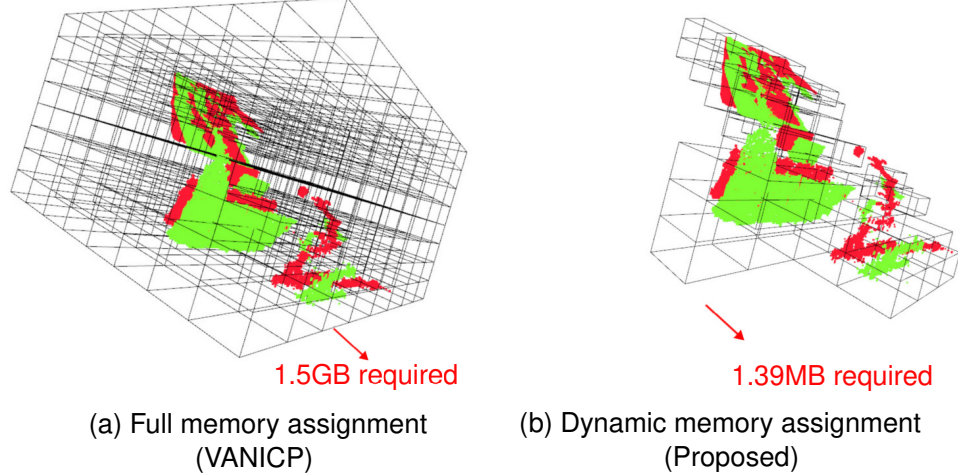 1.5GB required
1.39MB required
(a) Full memory assignment
(VANICP)
(b) Dynamic memory assignment
(Proposed)